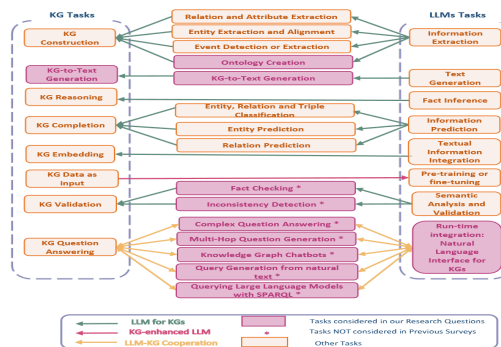 KG Tasks
LLMs Tasks
Relation and Attribute Extraction
KG
Construction
Entity Extraction and Alignment
Information
Extraction
Event Detection or Extraction
Ontology Creation
KG-to-Text
Generation
KG-to-Text Generation
Text
Generation
KG Reasoning
Fact Inference
Entity, Relation and Triple
Classification
KG Completion
Entity Prediction
Information
Prediction
Relation Prediction
KG Embedding
Textual
Information
Integration
KG Data as
input
Pre-training or
fine-tuning
Fact Checking *
KG Validation
Inconsistency Detection *
Semantic
Analysis and
Validation
Complex Question Answering *
KG Question
Answering
Multi-Hop Question Generation *
Knowledge Graph Chatbots *
Query Generation from natural
text *
Querying Large Language Models
with SPARQL *
Run-time
integration:
Natural
Language
Interface for
KGs
LLM for KGs
Tasks considered in our Research Questions
KG-enhanced LLM
* Tasks NOT considered in Previous Surveys
LLM-KG Cooperation
Other Tasks